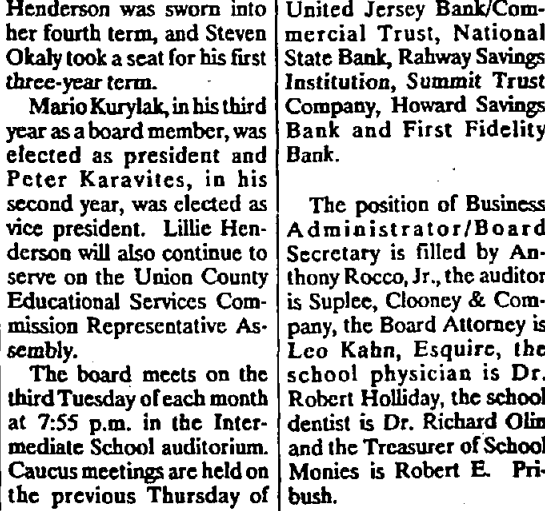 Henderson was sworn into
her fourth term, and Steven
Okaly took a seat for his first
three-year term.
Mario Kurylak, in his third
year as a board member, was
elected as president and
Peter Karavites, in his
second year, was elected as
vice president. Lillie Hen-
derson will also continue to
serve on the Union County
Educational Services Com-
mission Representative As-
sembly.
The board meets on the
third Tuesday of each month
at 7:55 p.m. in the Inter-
mediate School auditorium.
Caucus meetings are held on
the previous Thursday of
United Jersey Bank/Com-
mercial Trust, National
State Bank, Rahway Savings
Institution, Summit Trust
Company, Howard Savings
Bank and First Fidelity
Bank.
The position of Business
Administrator/Board
Secretary is filled by An-
thony Rocco, Jr., the auditor
is Suplee, Clooney & Com-
pany, the Board Attorney is
Leo Kahn, Esquire, the
school physician is Dr.
Robert Holliday, the school
dentist is Dr. Richard Olin
and the Treasurer of School
Monies is Robert E. Pri-
bush.